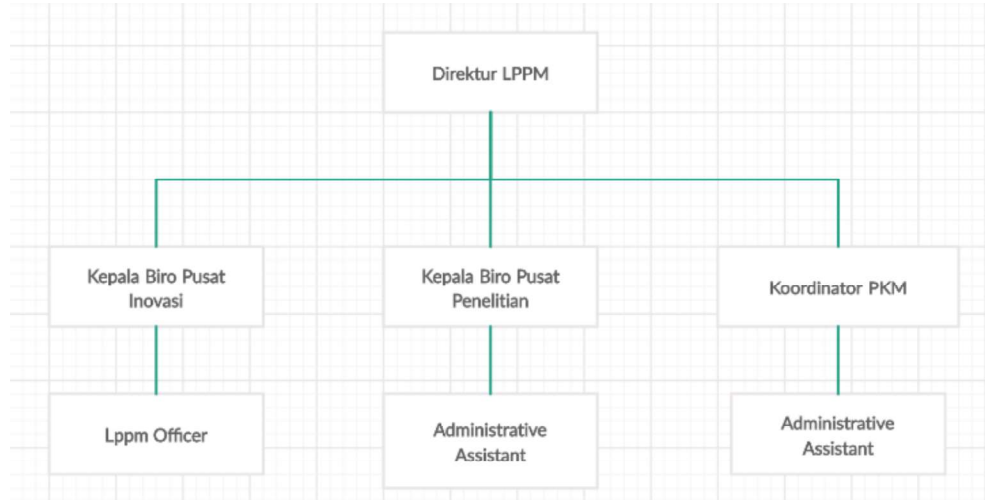 Direktur LPPM
Kepala Biro Pusat
Inovasi
Kepala Biro Pusat
Penelitian
Koordinator PKM
Lppm Officer
Administrative
Assistant
Administrative
Assistant